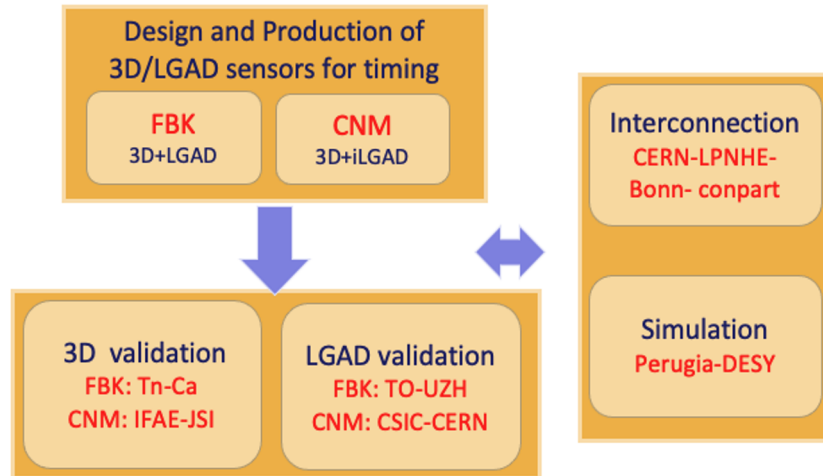 Design and Production of
3D/LGAD sensors for timing
FBK
3D+LGAD
CNM
3D+iLGAD
Interconnection
CERN-LPNHE-
Bonn- conpart
Simulation
Perugia-DESY
3D validation
FBK: Tn-Ca
CNM: IFAE-JSI
LGAD validation
FBK: TO-UZH
CNM: CSIC-CERN